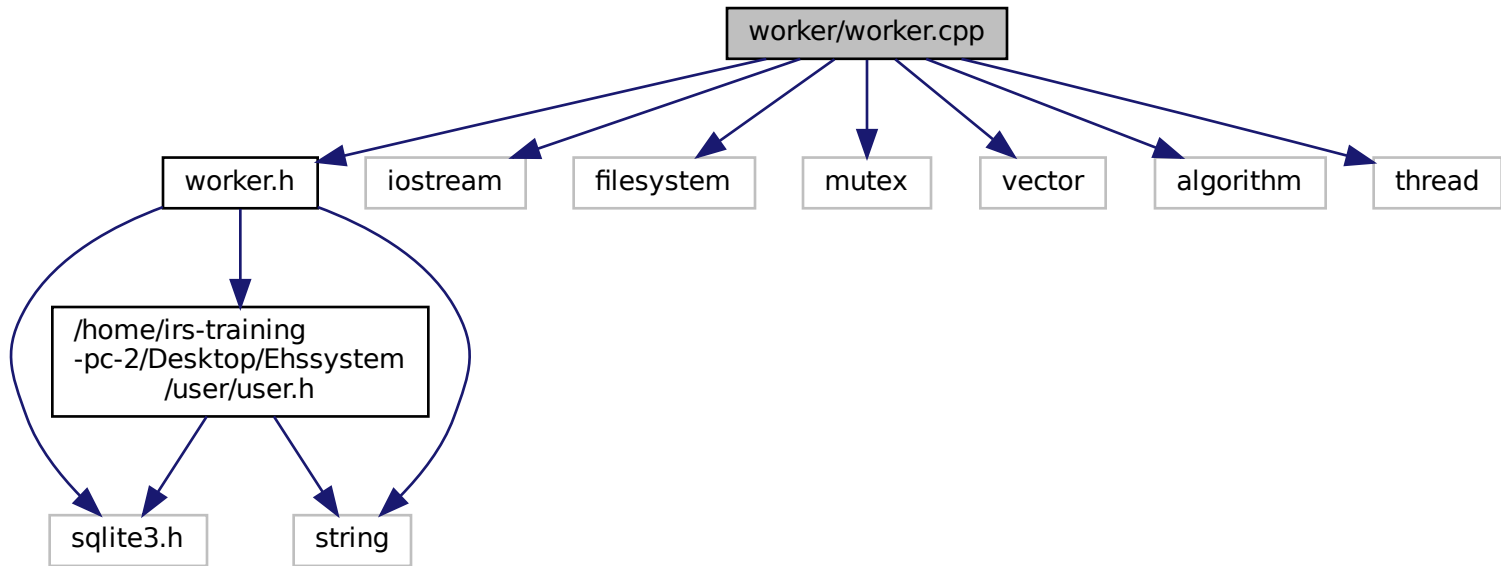 worker/worker.cpp
worker.h
iostream
filesystem
mutex
vector
algorithm
thread
/home/irs-training
-pc-2/Desktop/Ehssystem
/user/user.h
sqlite3.h
string